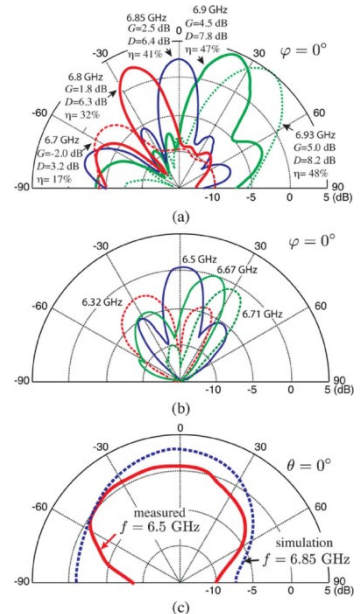 6.9 GHz
6.85 GHz
G=4.5 dB
G=2.5 dB
D=7.8 dB
D=6.4 dB
η= 47%
η= 41%
φ = 0°
-30
30
6.8 GHz
G=1.8 dB
D=6.3 dB
η= 32%
-60
60
6.7 GHz
G=-2.0 dB
D=3.2 dB
η= 17%
6.93 GHz
G=5.0 dB
D=8.2 dB
η= 48%
-90
-10
-5
0
5 (dB)
(a)
0
-30
30
φ = 0°
6.5 GHz
6.67 GHz
6.32 GHz
6.71 GHz
-60
60
-90
-10
-5
0
5 (dB)
(b)
0
-30
30
θ = 0°
-60
60
measured
f = 6.5 GHz
simulation
f = 6.85 GHz
-90
-10
-5
0
5 (dB)
(c)